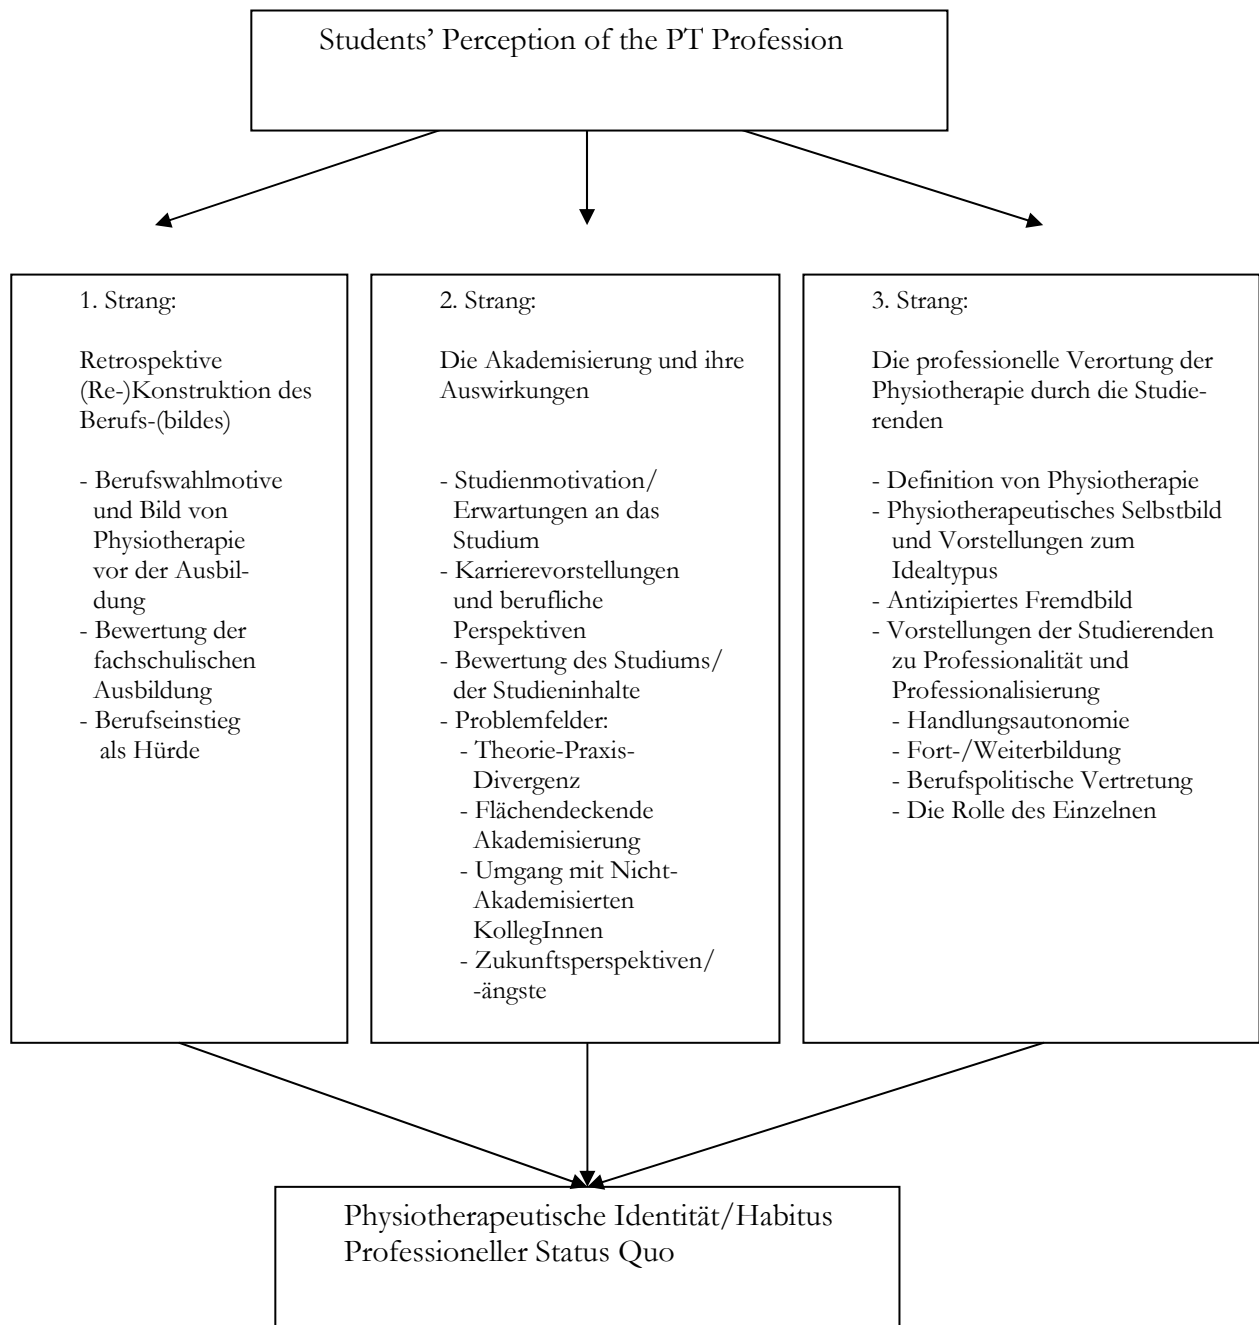 Students’ Perception of the PT Profession
1. Strang:
Retrospektive
(Re-)Konstruktion des
Berufs-(bildes)
- Berufswahlmotive
und Bild von
Physiotherapie
vor der Ausbil-
dung
- Bewertung der
fachschulischen
Ausbildung
- Berufseinstieg
als Hürde
2. Strang:
Die Akademisierung und ihre
Auswirkungen
- Studienmotivation/
Erwartungen an das
Studium
- Karrierevorstellungen
und berufliche
Perspektiven
- Bewertung des Studiums/
der Studieninhalte
- Problemfelder:
- Theorie-Praxis-
Divergenz
- Flächendeckende
Akademisierung
- Umgang mit Nicht-
Akademisierten
KollegInnen
- Zukunftsperspektiven/
-ängste
3. Strang:
Die professionelle Verortung der
Physiotherapie durch die Studie-
renden
- Definition von Physiotherapie
- Physiotherapeutisches Selbstbild
und Vorstellungen zum
Idealtypus
- Antizipiertes Fremdbild
- Vorstellungen der Studierenden
zu Professionalität und
Professionalisierung
- Handlungsautonomie
- Fort-/Weiterbildung
- Berufspolitische Vertretung
- Die Rolle des Einzelnen
Physiotherapeutische Identität/Habitus
Professioneller Status Quo